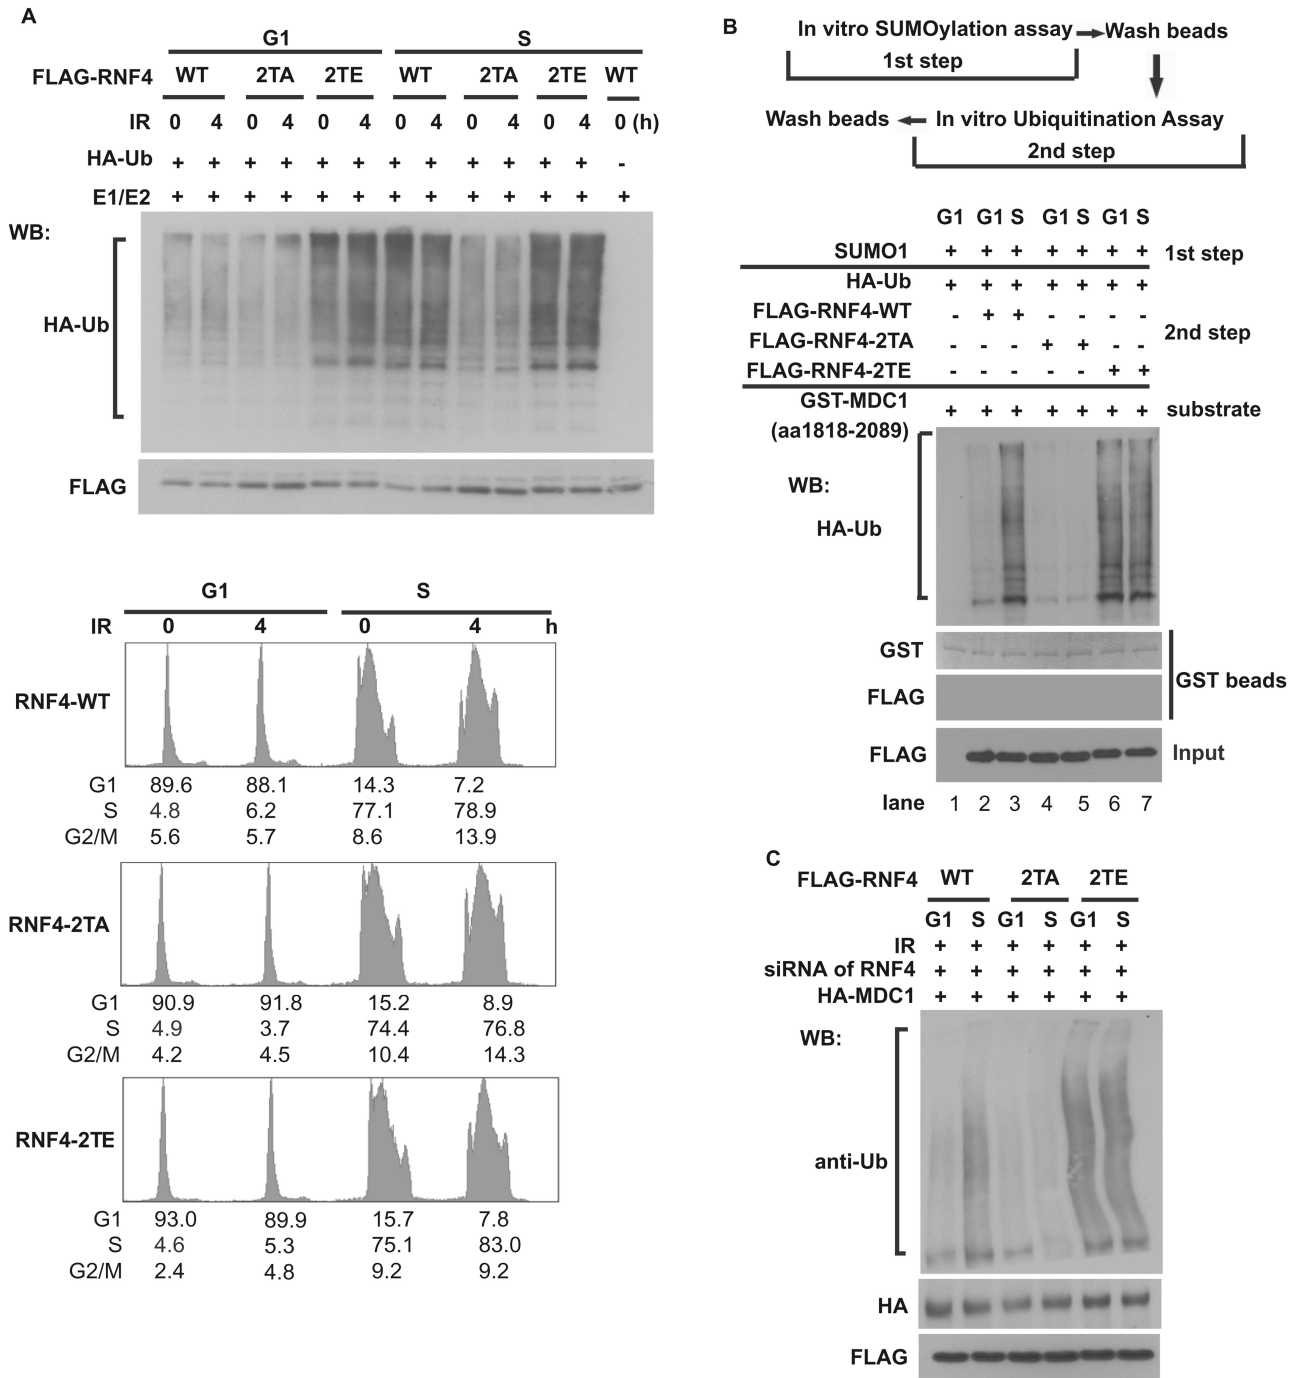 A
G1 S
FLAG-RNF4 WT 2TA 2TE WT 2TA 2TE WT
IR 0 4 0 4 0 4 0 4 0 4 0 4 0 (h)
HA-Ub + + + + + + + + + + + + -
E1/E2 + + + + + + + + + + + + +
WB:
HA-Ub
FLAG
G1 S
IR 0 4 0 4 h
RNF4-WT
G1 89.6 88.1 14.3 7.2
S 4.8 6.2 77.1 78.9
G2/M 5.6 5.7 8.6 13.9
RNF4-2TA
G1 90.9 91.8 15.2 8.9
S 4.9 3.7 74.4 76.8
G2/M 4.2 4.5 10.4 14.3
RNF4-2TE
G1 93.0 89.9 15.7 7.8
S 4.6 5.3 75.1 83.0
G2/M 2.4 4.8 9.2 9.2
B
In vitro SUMOylation assay Wash beads
1st step
Wash beads In vitro Ubiquitination Assay
2nd step
G1 G1 S G1 S G1 S
SUMO1 + + + + + + + 1st step
HA-Ub + + + + + + +
FLAG-RNF4-WT - + + - - - -
2nd step
FLAG-RNF4-2TA - - - + + - -
FLAG-RNF4-2TE - - - - - + +
GST-MDC1 + + + + + + + substrate
(aa1818-2089)
WB:
HA-Ub
GST
GST beads
FLAG
FLAG Input
lane 1 2 3 4 5 6 7
C
FLAG-RNF4 WT 2TA 2TE
G1 S G1 S G1 S
IR + + + + + +
siRNA of RNF4 + + + + + +
HA-MDC1 + + + + + +
WB:
anti-Ub
HA
FLAG